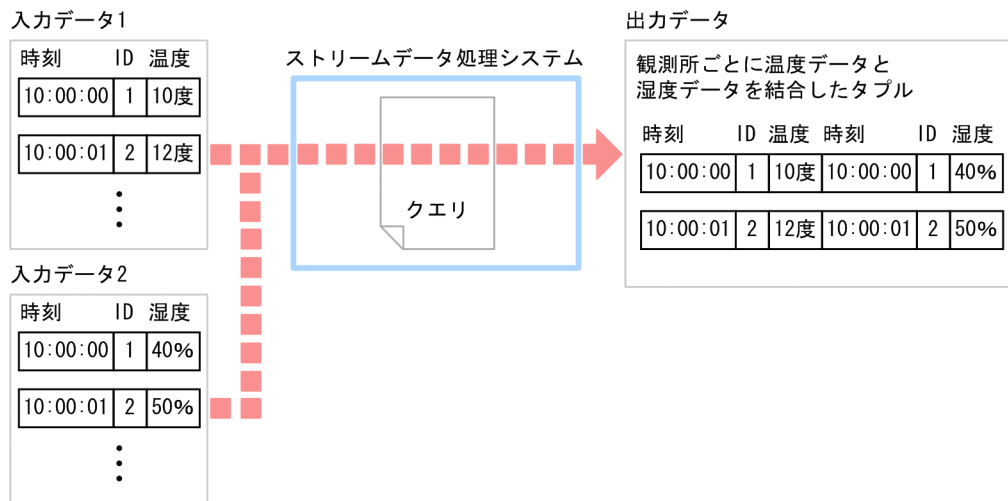 入力データ1
時刻 ID 温度
10:00:00 1 10度
10:00:01 2 12度
入力データ2
時刻 ID 湿度
10:00:00 1 40%
10:00:01 2 50%
ストリームデータ処理システム
クエリ
出力データ
観測所ごとに温度データと
湿度データを結合したタプル
時刻 ID 温度 時刻 ID 湿度
10:00:00 1 10度 10:00:00 1 40%
10:00:01 2 12度 10:00:01 2 50%